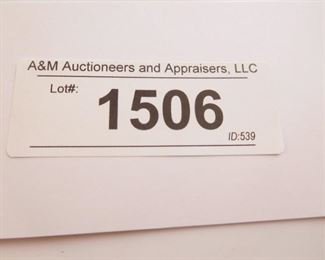 A&M Auctioneers and Appraisers, LLC
Lot#:
1506
ID:539